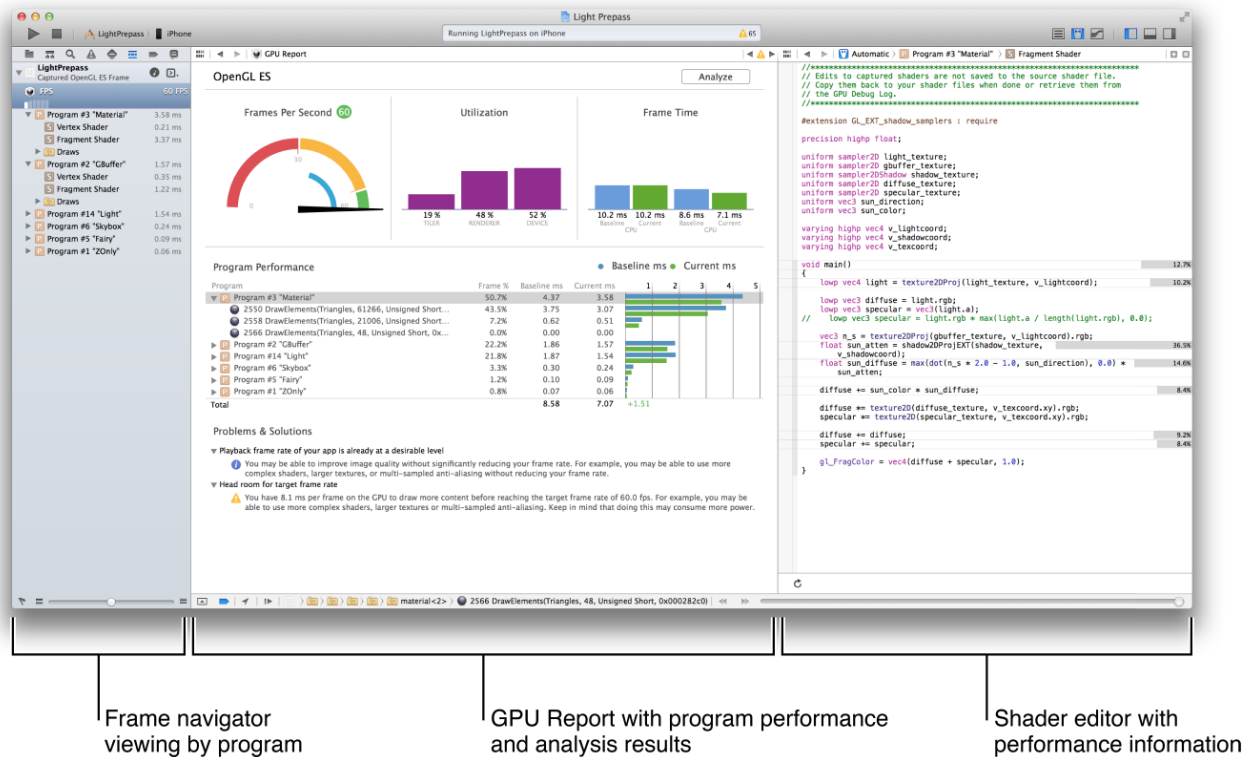 Light Prepass
LightPrepass 〉 iPhone
Running LightPrepass on iPhone
65
LightPrepass
Captured OpenGL ES Frame
FPS 60 FPS
Program #3 "Material" 3.58 ms
Vertex Shader 0.21 ms
Fragment Shader 3.37 ms
Draws
Program #2 "GBuffer" 1.57 ms
Vertex Shader 0.35 ms
Fragment Shader 1.22 ms
Draws
Program #14 "Light" 1.54 ms
Program #6 "Skybox" 0.24 ms
Program #5 "Fairy" 0.09 ms
Program #1 "ZOnly" 0.06 ms
GPU Report
OpenGL ES
Analyze
Frames Per Second 60
0
30
60
Utilization
19 % 48 % 52 %
TILER RENDERER DEVICE
Frame Time
10.2 ms 10.2 ms 8.6 ms 7.1 ms
Baseline Current Baseline Current
CPU GPU
Program Performance
Baseline ms Current ms
Program Frame % Baseline ms Current ms 1 2 3 4 5
Program #3 "Material" 50.7% 4.37 3.58
2550 DrawElements(Triangles, 61266, Unsigned Short... 43.5% 3.75 3.07
2558 DrawElements(Triangles, 21006, Unsigned Short... 7.2% 0.62 0.51
2566 DrawElements(Triangles, 48, Unsigned Short, 0x... 0.0% 0.00 0.00
Program #2 "GBuffer" 22.2% 1.86 1.57
Program #14 "Light" 21.8% 1.87 1.54
Program #6 "Skybox" 3.3% 0.30 0.24
Program #5 "Fairy" 1.2% 0.10 0.09
Program #1 "ZOnly" 0.8% 0.07 0.06
Total 8.58 7.07 +1.51
Problems & Solutions
Playback frame rate of your app is already at a desirable level
You may be able to improve image quality without significantly reducing your frame rate. For example, you may be able to use more
complex shaders, larger textures, or multi-sampled anti-aliasing without reducing your frame rate.
Head room for target frame rate
You have 8.1 ms per frame on the GPU to draw more content before reaching the target frame rate of 60.0 fps. For example, you may be
able to use more complex shaders, larger textures or multi-sampled anti-aliasing. Keep in mind that doing this may consume more power.
material<2> 〉 2566 DrawElements(Triangles, 48, Unsigned Short, 0x000282c0)
Automatic 〉 Program #3 "Material" 〉 Fragment Shader
//**********************************************************************
// Edits to captured shaders are not saved to the source shader file.
// Copy them back to your shader files when done or retrieve them from
// the GPU Debug Log.
//**********************************************************************
#extension GL_EXT_shadow_samplers : require
precision highp float;
uniform sampler2D light_texture;
uniform sampler2D gbuffer_texture;
uniform sampler2DShadow shadow_texture;
uniform sampler2D diffuse_texture;
uniform sampler2D specular_texture;
uniform vec3 sun_direction;
uniform vec3 sun_color;
varying highp vec4 v_lightcoord;
varying highp vec4 v_shadowcoord;
varying highp vec4 v_texcoord;
void main() 12.7%
{
lowp vec4 light = texture2DProj(light_texture, v_lightcoord); 10.2%
lowp vec3 diffuse = light.rgb;
lowp vec3 specular = vec3(light.a);
// lowp vec3 specular = light.rgb * max(light.a / length(light.rgb), 0.0);
vec3 n_s = texture2DProj(gbuffer_texture, v_lightcoord).rgb;
float sun_atten = shadow2DProjEXT(shadow_texture, 36.5%
v_shadowcoord);
float sun_diffuse = max(dot(n_s * 2.0 - 1.0, sun_direction), 0.0) * 14.6%
sun_atten;
diffuse += sun_color * sun_diffuse; 8.4%
diffuse *= texture2D(diffuse_texture, v_texcoord.xy).rgb;
specular *= texture2D(specular_texture, v_texcoord.xy).rgb;
diffuse += diffuse; 9.2%
specular += specular; 8.4%
gl_FragColor = vec4(diffuse + specular, 1.0);
}
Frame navigator
viewing by program
GPU Report with program performance
and analysis results
Shader editor with
performance information